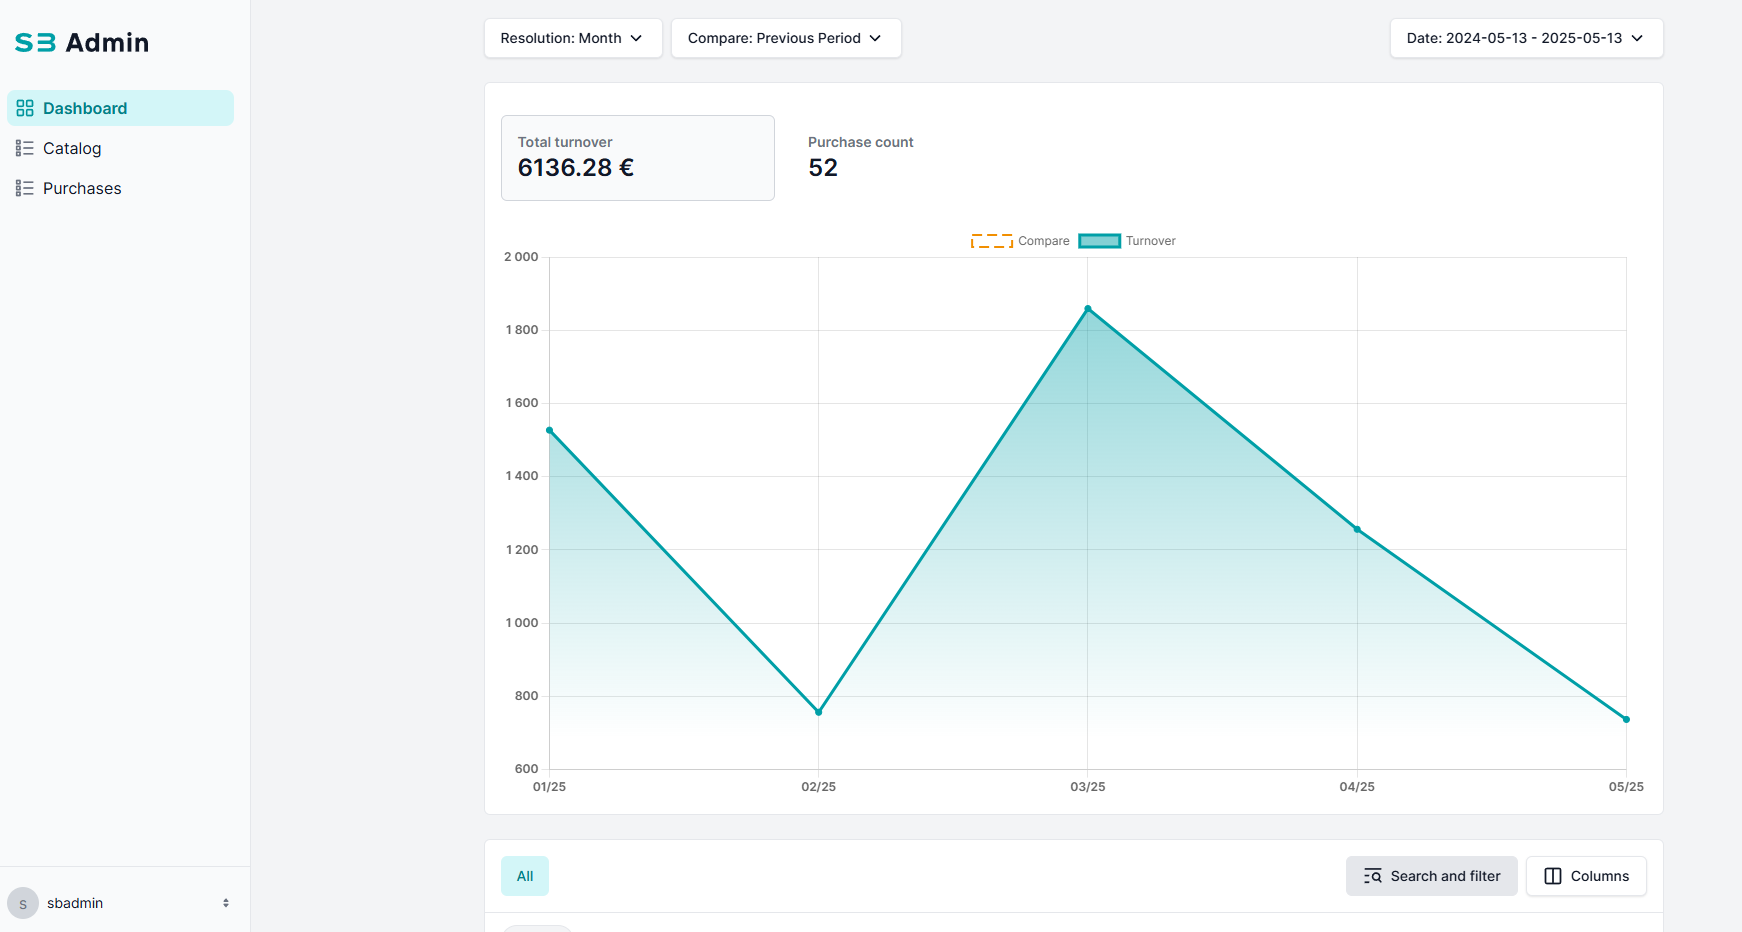 SB Admin
Dashboard
Catalog
Purchases
S sbadmin
Resolution: Month
Compare: Previous Period
Date: 2024-05-13 - 2025-05-13
Total turnover
6136.28 €
Purchase count
52
Compare Turnover
2 000
1 800
1 600
1 400
1 200
1 000
800
600
01/25 02/25 03/25 04/25 05/25
All
Search and filter
Columns